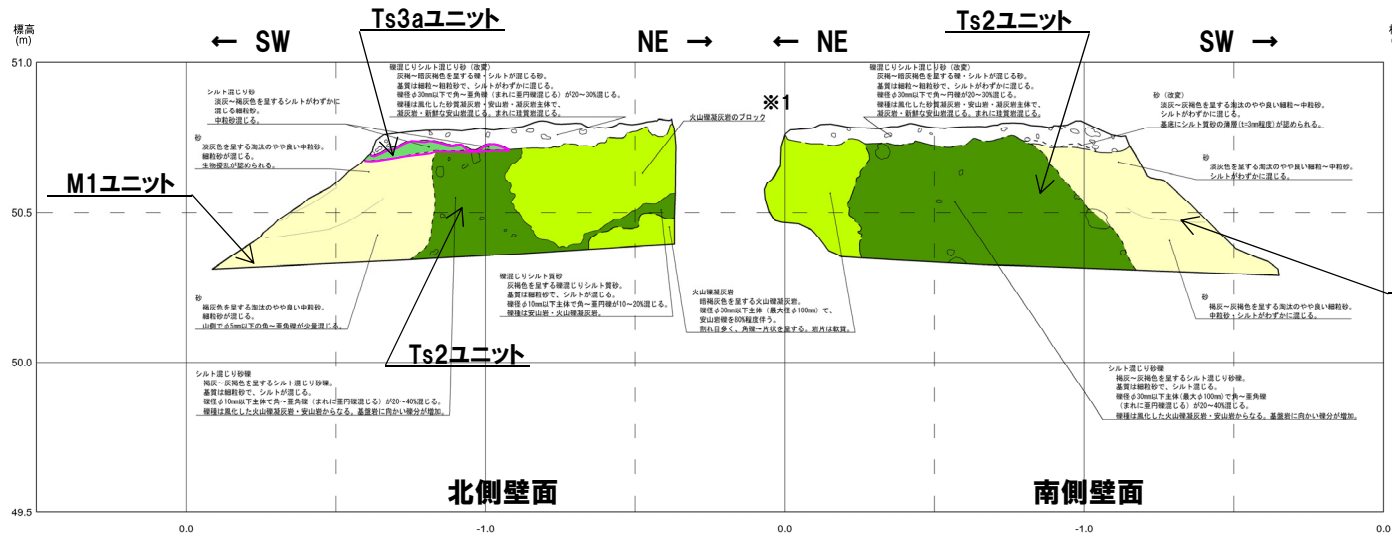 Ts3aユニット
Ts2ユニット
標高
(m)
← SW
NE →
← NE
SW →
51.0
礫混じりシルト混じり砂（改変）
灰褐～暗灰褐色を呈する礫・シルトが混じる砂。
基質は細粒～粗粒砂で、シルトがわずかに混じる。
礫径φ30mm以下で角～亜角礫（まれに亜円礫混じる）が20～30%混じる。
礫種は風化した砂質凝灰岩・安山岩・凝灰岩主体で、
凝灰岩・新鮮な安山岩混じる。まれに珪質岩混じる。
シルト混じり砂
淡灰～褐灰色を呈するシルトがわずかに
混じる細粒砂。
中粒砂混じる。
砂
淡灰色を呈する淘汰のやや良い中粒砂。
細粒砂が混じる。
生物擾乱が認められる。
火山礫凝灰岩のブロック
※1
礫混じりシルト混じり砂（改変）
灰褐～暗灰褐色を呈する礫・シルトが混じる砂。
基質は細粒～粗粒砂で、シルトがわずかに混じる。
礫径φ30mm以下で角～円礫が20～30%混じる。
礫種は風化した砂質凝灰岩・安山岩・凝灰岩主体で、
凝灰岩・新鮮な安山岩混じる。まれに珪質岩混じる。
砂（改変）
淡灰～灰褐色を呈する淘汰のやや良い細粒～中粒砂。
シルトがわずかに混じる。
基底にシルト質砂の薄層(t=3mm程度)が認められる。
砂
淡灰色を呈する淘汰のやや良い細粒～中粒砂。
シルトがわずかに混じる。
M1ユニット
50.5
砂
褐灰色を呈する淘汰のやや良い中粒砂。
細粒砂が混じる。
山側でφ5mm以下の角～亜角礫が少量混じる。
礫混じりシルト質砂
灰褐色を呈する礫混じりシルト質砂。
基質は細粒砂で、シルトが混じる。
礫径φ10mm以下主体で角～亜円礫が10～20%混じる。
礫種は安山岩・火山礫凝灰岩。
火山礫凝灰岩
暗褐灰色を呈する火山礫凝灰岩。
礫径φ30mm以下主体（最大径φ100mm）で、
安山岩礫を60%程度伴う。
割れ目多く、角礫～片状を呈する。岩片は軟質。
砂
褐灰～灰褐色を呈する淘汰のやや良い細粒砂。
中粒砂・シルトがわずかに混じる。
Ts2ユニット
50.0
シルト混じり砂礫
褐灰～灰褐色を呈するシルト混じり砂礫。
基質は細粒砂で、シルトが混じる。
礫径φ10mm以下主体で角～亜角礫（まれに亜円礫混じる）が20～40%混じる。
礫種は風化した火山礫凝灰岩・安山岩からなる。基盤岩に向かい礫分が増加。
シルト混じり砂礫
褐灰～灰褐色を呈するシルト混じり砂礫。
基質は細粒砂で、シルト混じる。
礫径φ30mm以下主体(最大φ100mm)で角～亜角礫
（まれに亜円礫混じる）が20～40%混じる。
礫種は風化した火山礫凝灰岩・安山岩からなる。基盤岩に向かい礫分が増加。
北側壁面
南側壁面
49.5
0.0
-1.0
0.0
-1.0
0.0